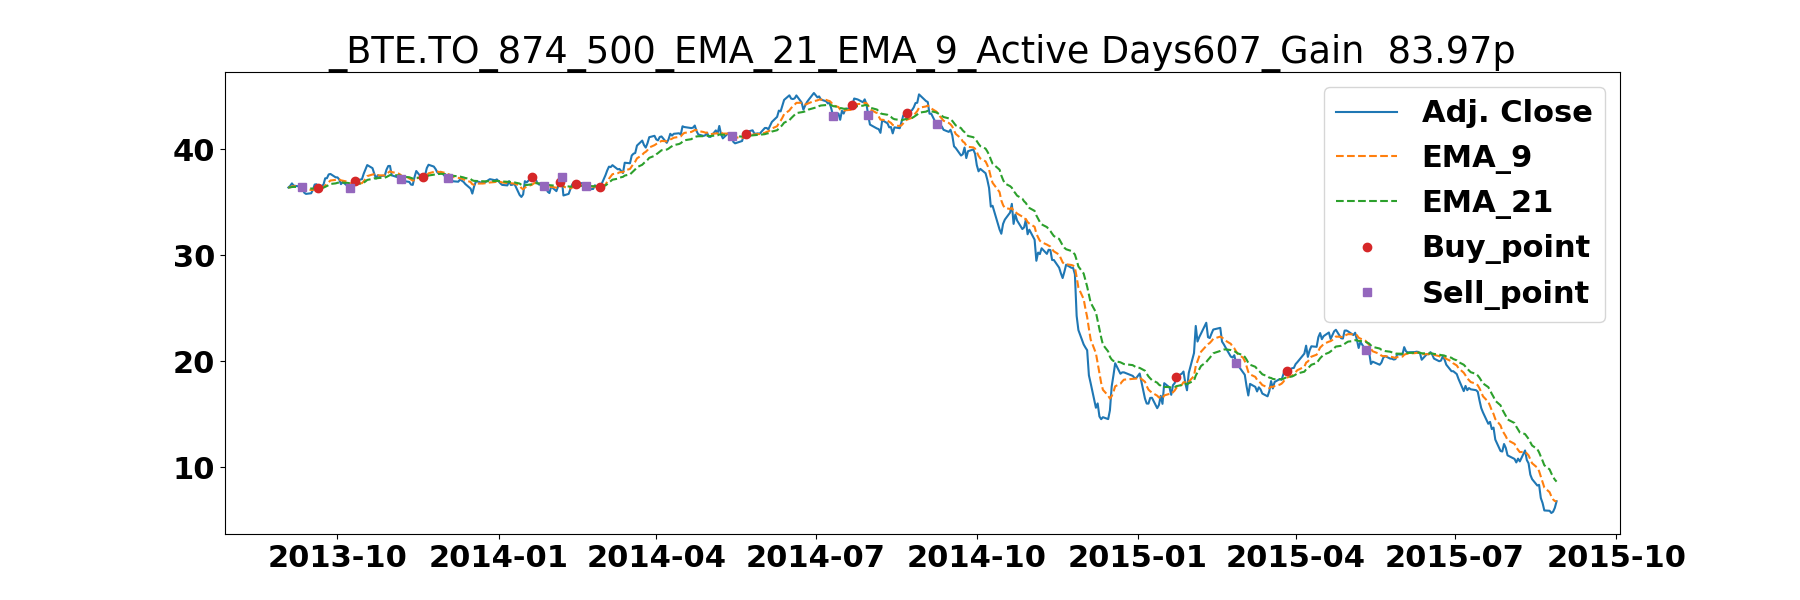 _BTE.TO_874_500_EMA_21_EMA_9_Active Days607_Gain  83.97p
Adj. Close
EMA_9
EMA_21
Buy_point
Sell_point
40
30
20
10
2013-10 2014-01 2014-04 2014-07 2014-10 2015-01 2015-04 2015-07 2015-10